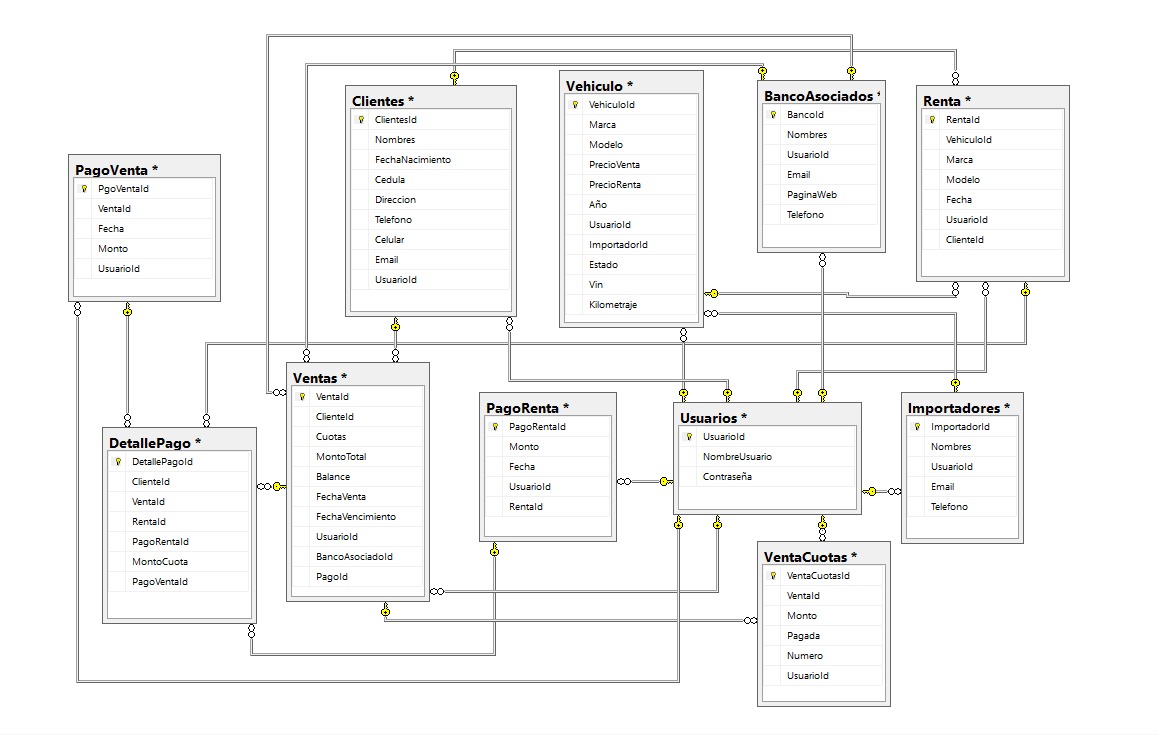 PagoVenta *
PgoVentaId
VentaId
Fecha
Monto
UsuarioId
Clientes *
ClientesId
Nombres
FechaNacimiento
Cedula
Direccion
Telefono
Celular
Email
UsuarioId
Vehiculo *
VehiculoId
Marca
Modelo
PrecioVenta
PrecioRenta
Año
UsuarioId
ImportadorId
Estado
Vin
Kilometraje
BancoAsociados *
BancoId
Nombres
UsuarioId
Email
PaginaWeb
Telefono
Renta *
RentaId
VehiculoId
Marca
Modelo
Fecha
UsuarioId
ClienteId
DetallePago *
DetallePagoId
ClienteId
VentaId
RentaId
PagoRentaId
MontoCuota
PagoVentaId
Ventas *
VentaId
ClienteId
Cuotas
MontoTotal
Balance
FechaVenta
FechaVencimiento
UsuarioId
BancoAsociadoId
PagoId
PagoRenta *
PagoRentaId
Monto
Fecha
UsuarioId
RentaId
Usuarios *
UsuarioId
NombreUsuario
Contraseña
Importadores *
ImportadorId
Nombres
UsuarioId
Email
Telefono
VentaCuotas *
VentaCuotasId
VentaId
Monto
Pagada
Numero
UsuarioId